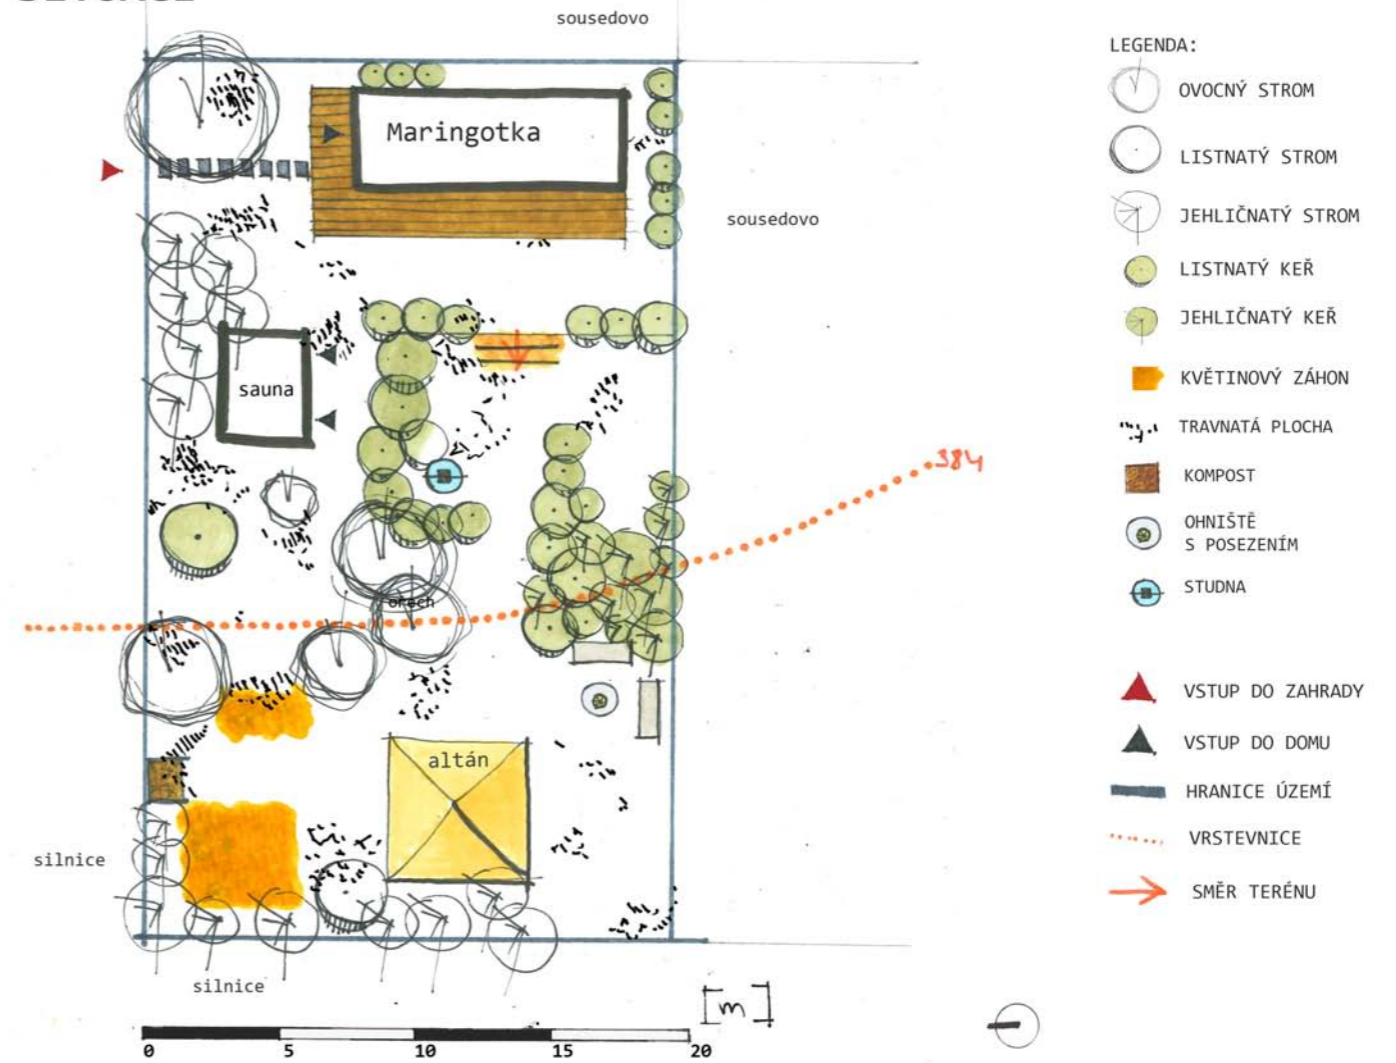 sousedovo
Maringotka
sousedovo
sauna
384
ořech
altán
silnice
silnice
[m]
0 5 10 15 20
LEGENDA:
OVOCNÝ STROM
LISTNATÝ STROM
JEHLIČNATÝ STROM
LISTNATÝ KEŘ
JEHLIČNATÝ KEŘ
KVĚTINOVÝ ZÁHON
TRAVNATÁ PLOCHA
KOMPOST
OHNIŠTĚ
S POSEZENÍM
STUDNA
VSTUP DO ZAHRADY
VSTUP DO DOMU
HRANICE ÚZEMÍ
VRSTEVNICE
SMĚR TERÉNU